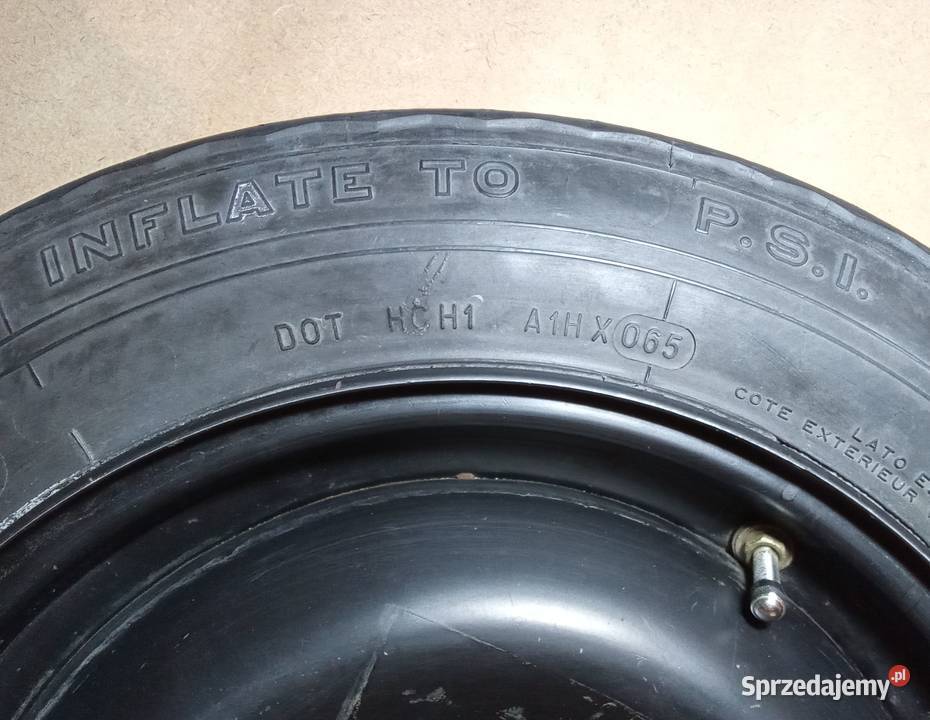 INFLATE TO P.S.I.
DOT HCH1 A1HX 065
LATO
COTE EXTERIEUR
Sprzedajemy.pl